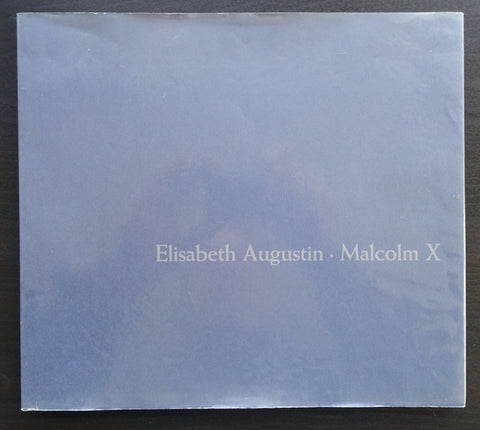 Elisabeth Augustin · Malcolm X